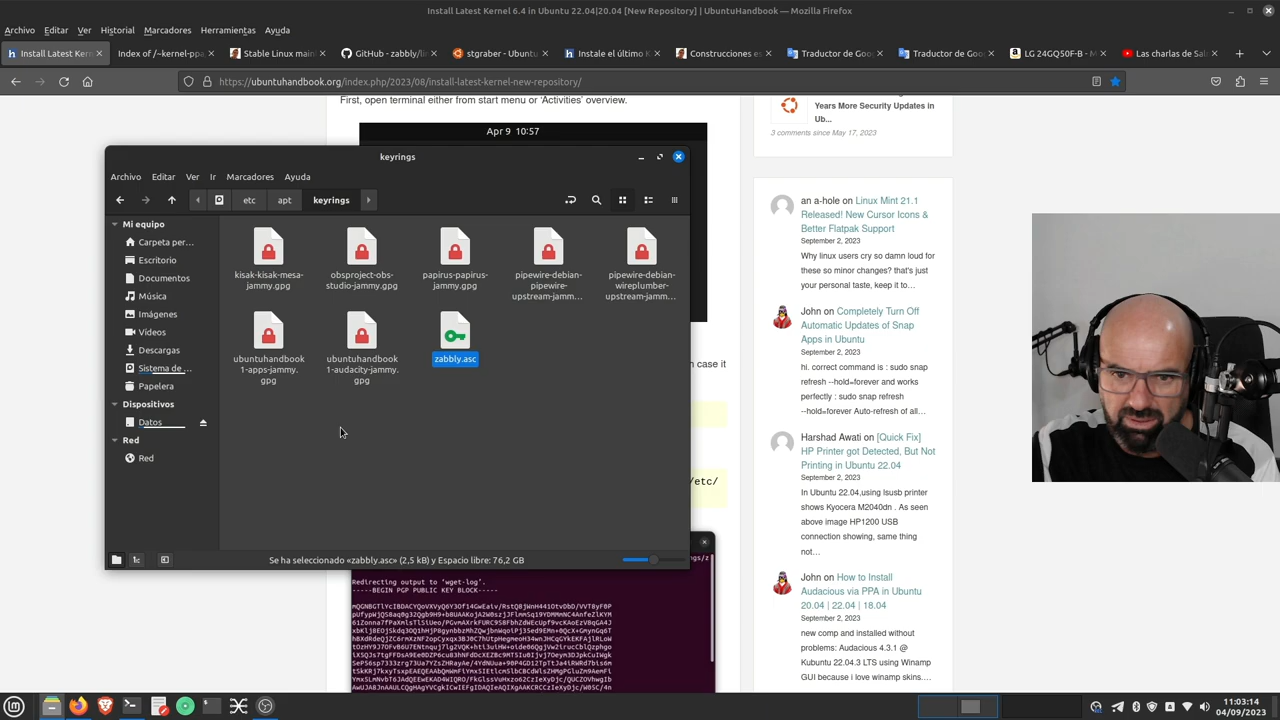 Install Latest Kernel 6.4 in Ubuntu 22.04|20.04 [New Repository] | UbuntuHandbook — Mozilla Firefox
Archivo Editar Ver Historial Marcadores Herramientas Ayuda
Install Latest Kern
Index of /~kernel-ppa
Stable Linux main
GitHub - zabbly/lin
stgraber - Ubuntu
Instale el último K
Construcciones es
Traductor de Goo
Traductor de Goo
LG 24GQ50F-B - M
Las charlas de Sal
https://ubuntuhandbook.org/index.php/2023/08/install-latest-kernel-new-repository/
First, open terminal either from start menu or 'Activities' overview.
Apr 9 10:57
keyrings
Archivo Editar Ver Ir Marcadores Ayuda
etc apt keyrings
Mi equipo
Carpeta per...
Escritorio
Documentos
Música
Imágenes
Vídeos
Descargas
Sistema de ...
Papelera
Dispositivos
Datos
Red
Red
kisak-kisak-mesa-
jammy.gpg
obsproject-obs-
studio-jammy.gpg
papirus-papirus-
jammy.gpg
pipewire-debian-
pipewire-
upstream-jamm...
pipewire-debian-
wireplumber-
upstream-jamm...
ubuntuhandbook
1-apps-jammy.
gpg
ubuntuhandbook
1-audacity-jammy.
gpg
zabbly.asc
Se ha seleccionado «zabbly.asc» (2,5 kB) y Espacio libre: 76,2 GB
n case it
/etc/
Redirecting output to 'wget-log'.
-----BEGIN PGP PUBLIC KEY BLOCK-----
Years More Security Updates in
Ub...
3 comments since May 17, 2023
an a-hole on Linux Mint 21.1
Released! New Cursor Icons &
Better Flatpak Support
September 2, 2023
Why linux users cry so damn loud for
these so minor changes? that's just
your personal taste, keep it to…
John on Completely Turn Off
Automatic Updates of Snap
Apps in Ubuntu
September 2, 2023
hi. correct command is : sudo snap
refresh --hold=forever and works
perfectly : sudo snap refresh
--hold=forever Auto-refresh of all…
Harshad Awati on [Quick Fix]
HP Printer got Detected, But Not
Printing in Ubuntu 22.04
September 2, 2023
In Ubuntu 22.04,using lsusb printer
shows Kyocera M2040dn . As seen
above image HP1200 USB
connection showing, same thing
not…
John on How to Install
Audacious via PPA in Ubuntu
20.04 | 22.04 | 18.04
September 2, 2023
new comp and installed without
problems: Audacious 4.3.1 @
Kubuntu 22.04.3 LTS using Winamp
GUI because i love winamp skins.…
11:03:14
04/09/2023